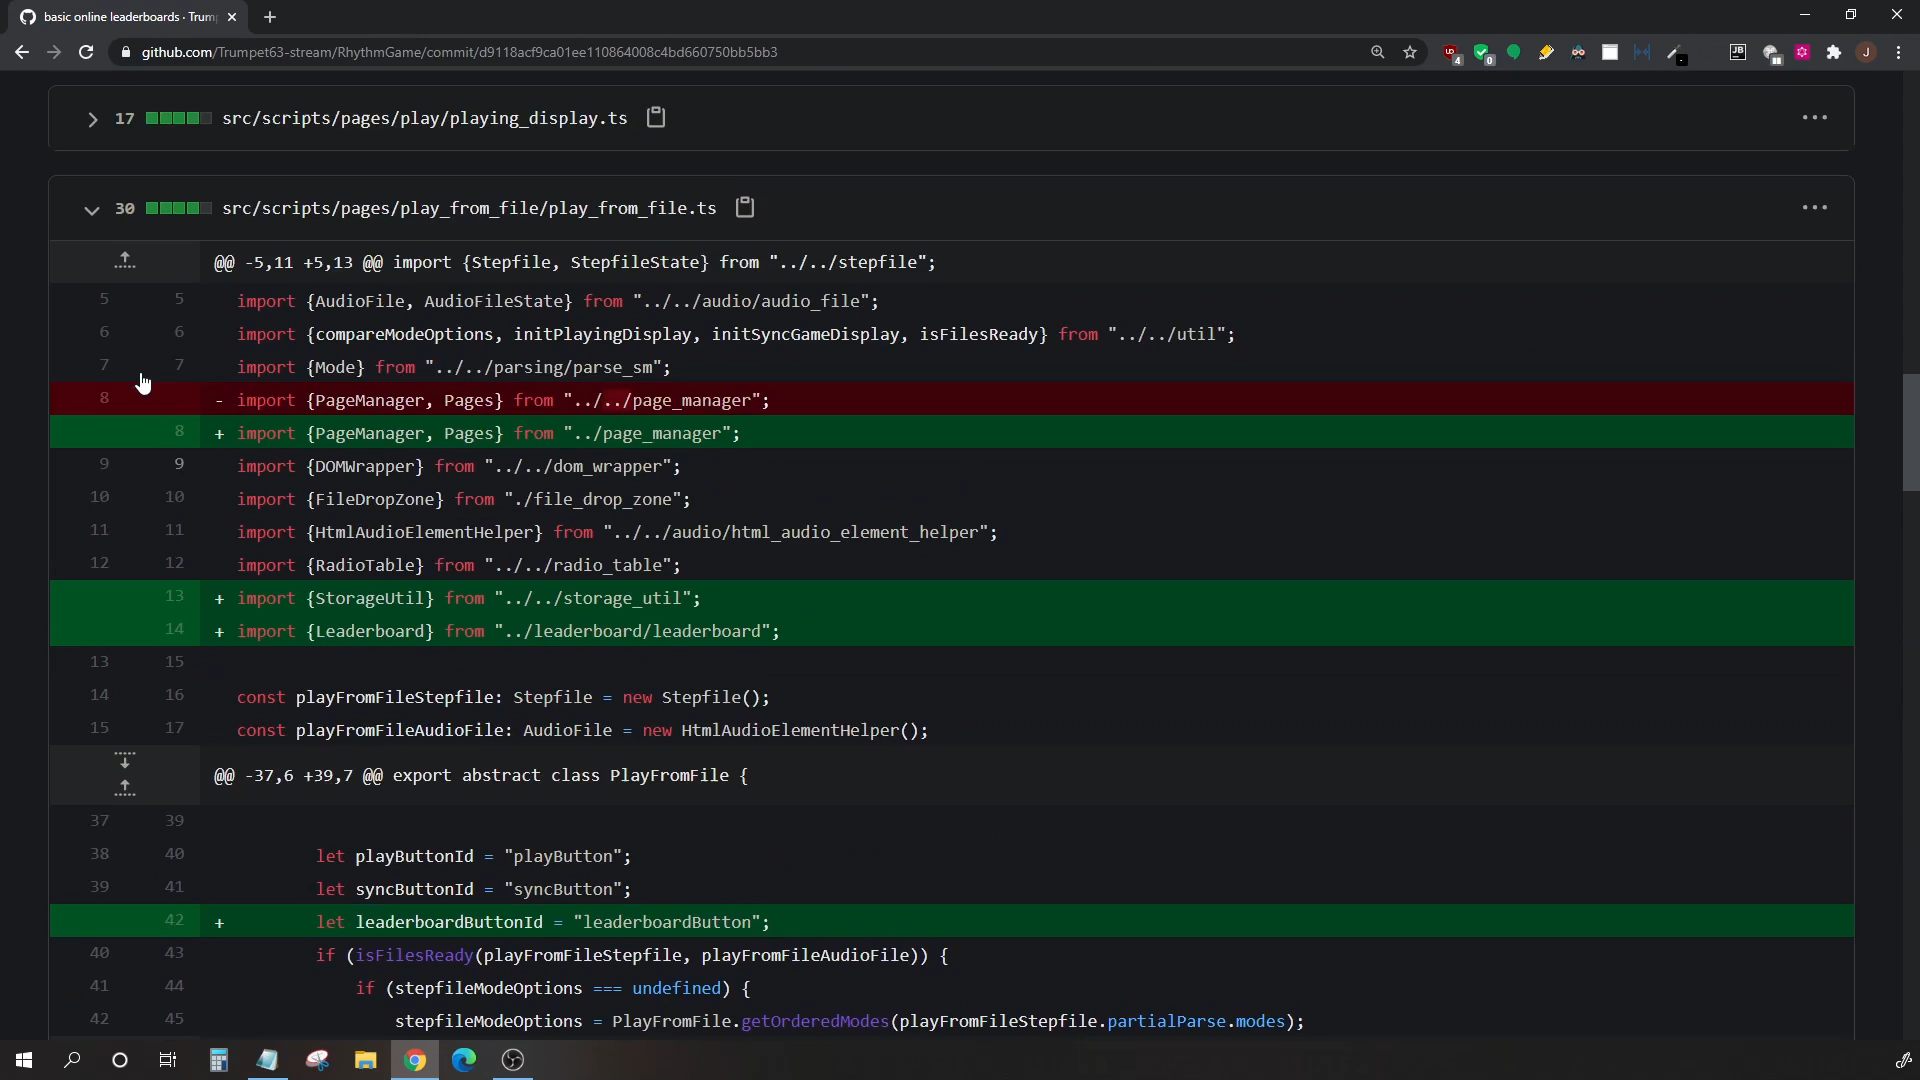 basic online leaderboards · Trump
github.com/Trumpet63-stream/RhythmGame/commit/d9118acf9ca01ee110864008c4bd660750bb5bb3
4
0
JB
J
17 src/scripts/pages/play/playing_display.ts
30 src/scripts/pages/play_from_file/play_from_file.ts
@@ -5,11 +5,13 @@ import {Stepfile, StepfileState} from "../../stepfile";
5 5 import {AudioFile, AudioFileState} from "../../audio/audio_file";
6 6 import {compareModeOptions, initPlayingDisplay, initSyncGameDisplay, isFilesReady} from "../../util";
7 7 import {Mode} from "../../parsing/parse_sm";
8 - import {PageManager, Pages} from "../../page_manager";
8 + import {PageManager, Pages} from "../page_manager";
9 9 import {DOMWrapper} from "../../dom_wrapper";
10 10 import {FileDropZone} from "./file_drop_zone";
11 11 import {HtmlAudioElementHelper} from "../../audio/html_audio_element_helper";
12 12 import {RadioTable} from "../../radio_table";
13 + import {StorageUtil} from "../../storage_util";
14 + import {Leaderboard} from "../leaderboard/leaderboard";
13 15
14 16 const playFromFileStepfile: Stepfile = new Stepfile();
15 17 const playFromFileAudioFile: AudioFile = new HtmlAudioElementHelper();
@@ -37,6 +39,7 @@ export abstract class PlayFromFile {
37 39
38 40 let playButtonId = "playButton";
39 41 let syncButtonId = "syncButton";
42 + let leaderboardButtonId = "leaderboardButton";
40 43 if (isFilesReady(playFromFileStepfile, playFromFileAudioFile)) {
41 44 if (stepfileModeOptions === undefined) {
42 45 stepfileModeOptions = PlayFromFile.getOrderedModes(playFromFileStepfile.partialParse.modes);